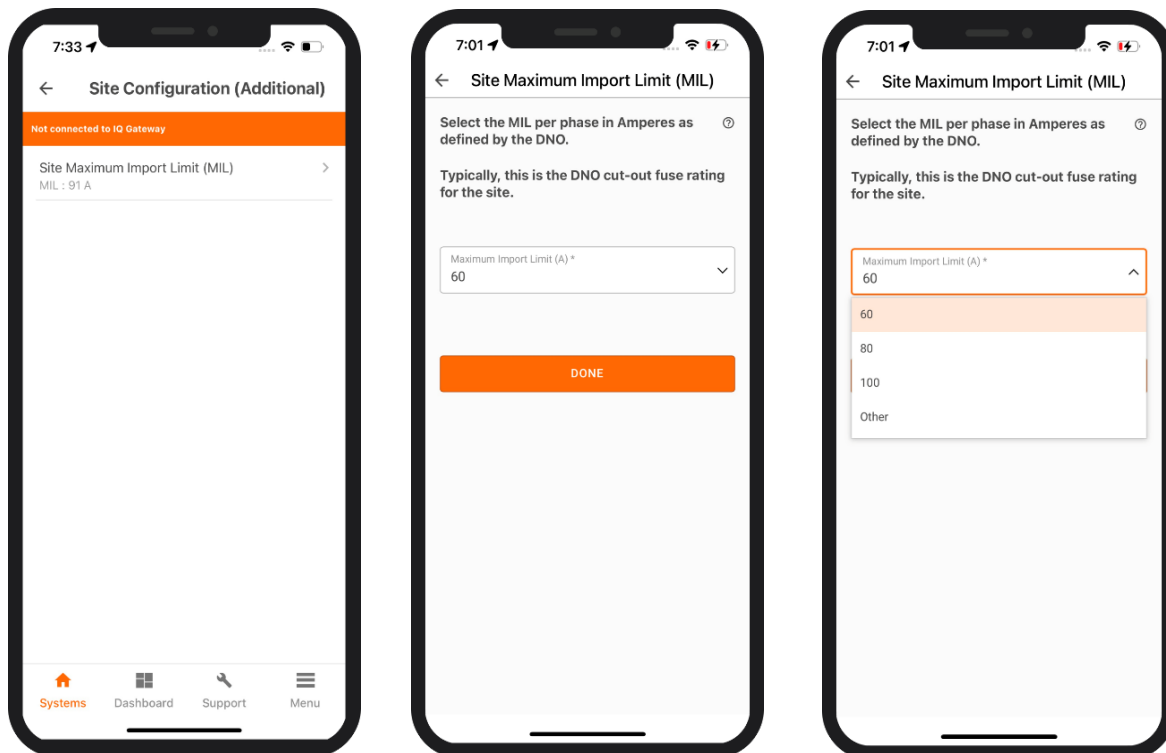 7:33
Site Configuration (Additional)
Not connected to IQ Gateway
Site Maximum Import Limit (MIL)
MIL : 91 A
Systems
Dashboard
Support
Menu
7:01
Site Maximum Import Limit (MIL)
Select the MIL per phase in Amperes as
defined by the DNO.
Typically, this is the DNO cut-out fuse rating
for the site.
Maximum Import Limit (A) *
60
DONE
7:01
Site Maximum Import Limit (MIL)
Select the MIL per phase in Amperes as
defined by the DNO.
Typically, this is the DNO cut-out fuse rating
for the site.
Maximum Import Limit (A) *
60
60
80
100
Other